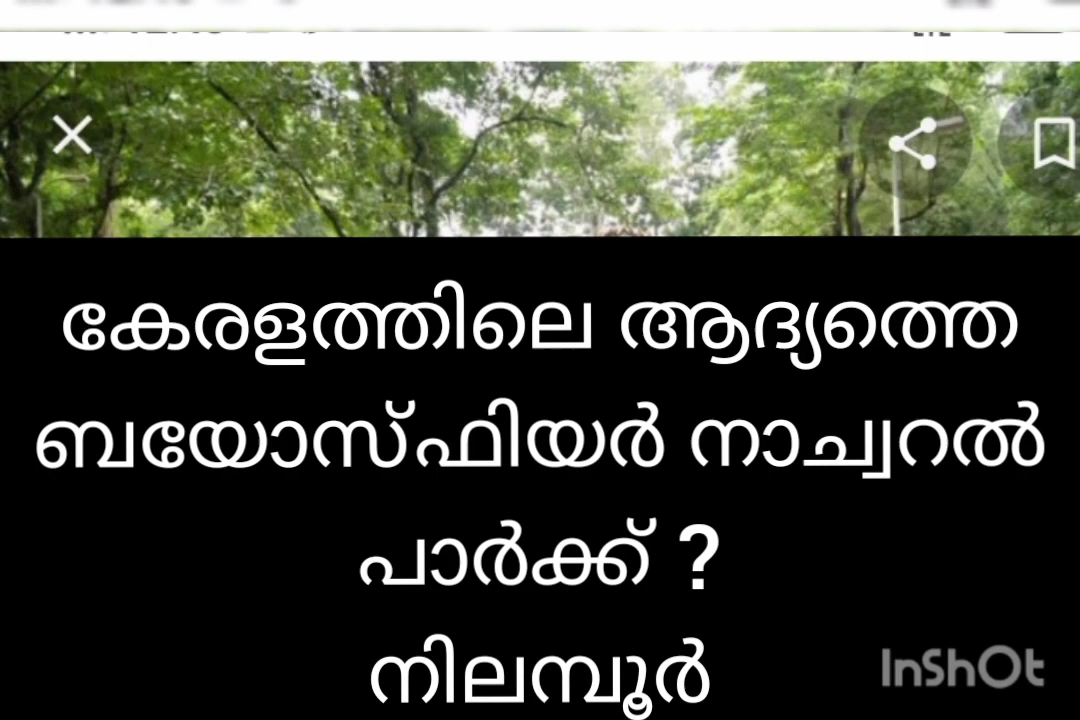 കേരളത്തിലെ ആദ്യത്തെ
ബയോസ്ഫിയർ നാച്വറൽ
പാർക്ക് ?
നിലമ്പൂർ
InShOt